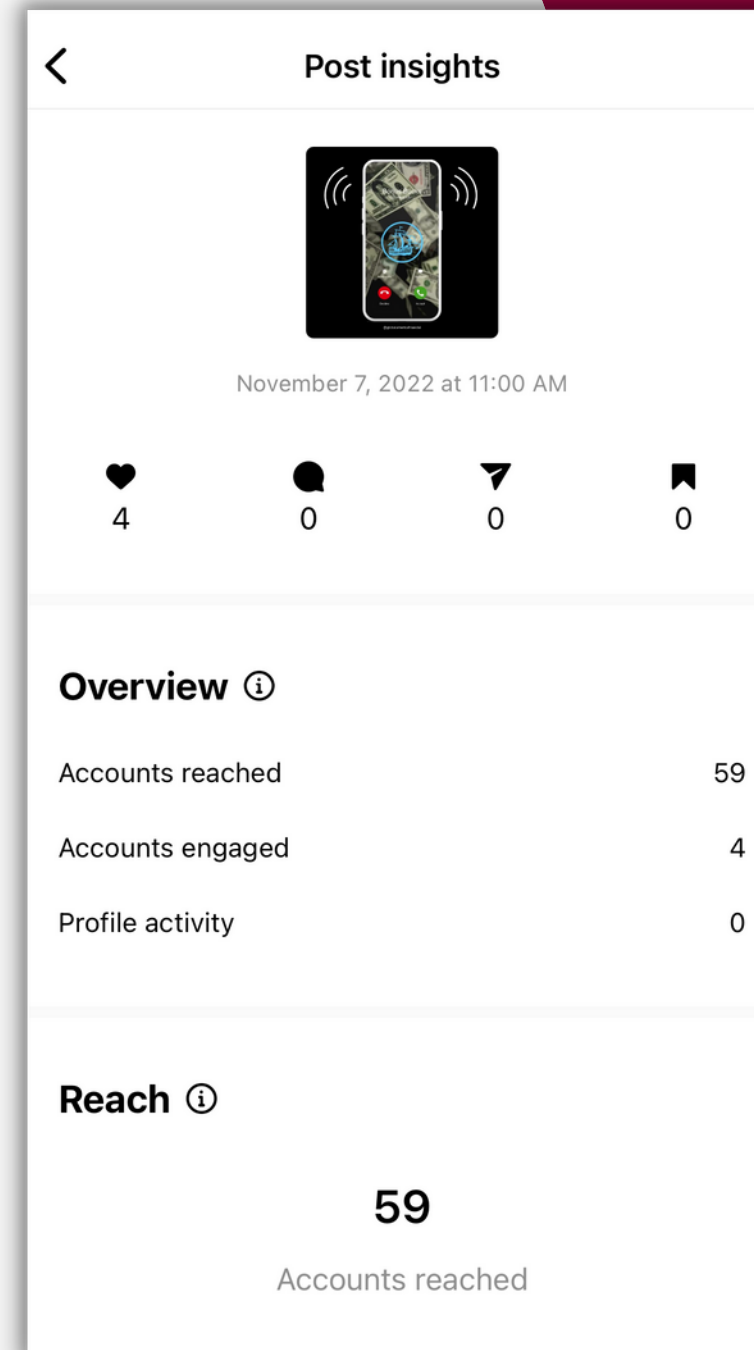 Post insights
November 7, 2022 at 11:00 AM
4 0 0 0
Overview
Accounts reached 59
Accounts engaged 4
Profile activity 0
Reach
59
Accounts reached